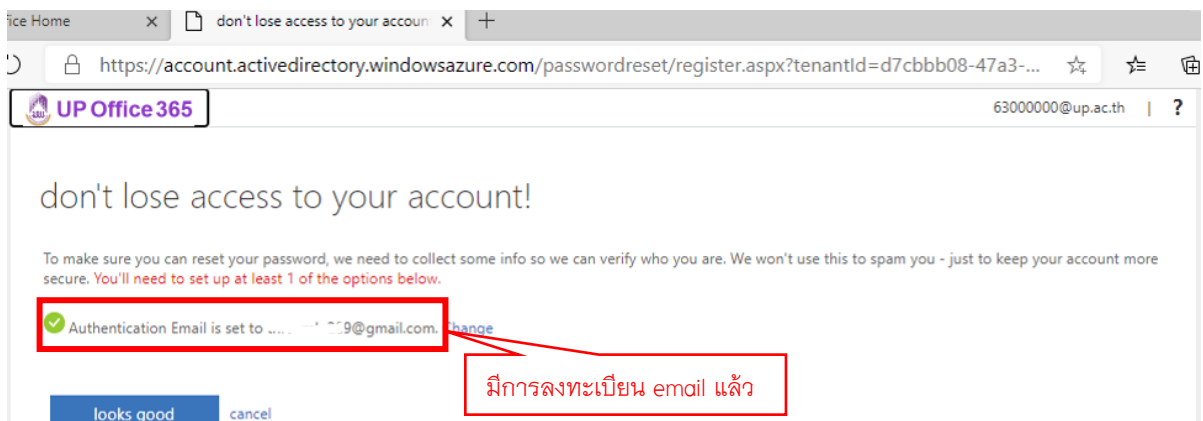 fice Home
don't lose access to your accoun
https://account.activedirectory.windowsazure.com/passwordreset/register.aspx?tenantId=d7cbbb08-47a3-...
UP Office 365
63000000@up.ac.th | ?
don't lose access to your account!
To make sure you can reset your password, we need to collect some info so we can verify who you are. We won't use this to spam you - just to keep your account more
secure. You'll need to set up at least 1 of the options below.
Authentication Email is set to 9@gmail.com. Change
มีการลงทะเบียน email แล้ว
looks good cancel